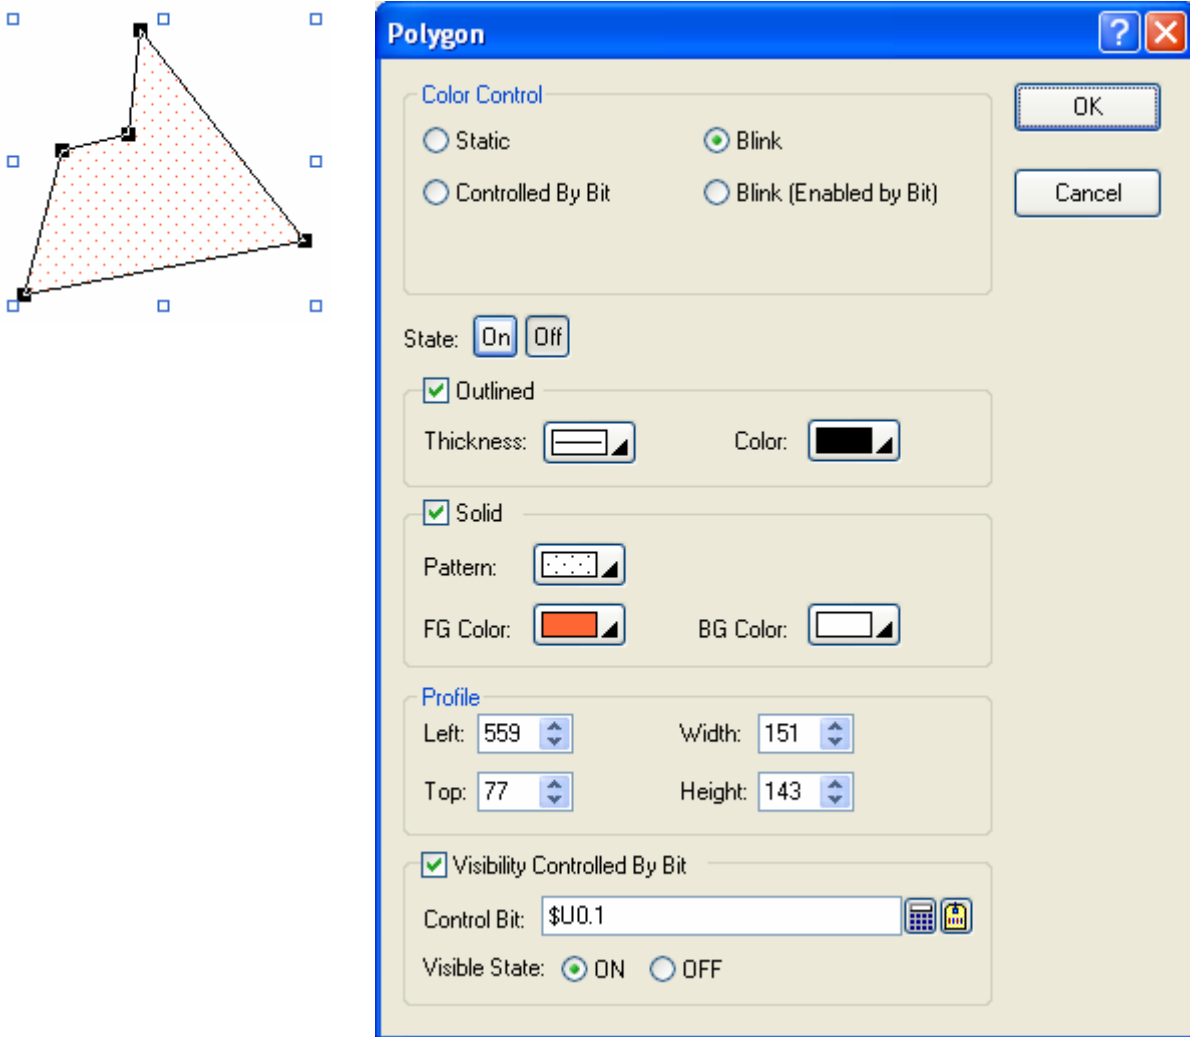 Polygon
Color Control
OK
Static Blink
Controlled By Bit Blink (Enabled by Bit) Cancel
State: On Off
Outlined
Thickness: Color:
Solid
Pattern:
FG Color: BG Color:
Profile
Left: 559 Width: 151
Top: 77 Height: 143
Visibility Controlled By Bit
Control Bit: $U0.1
Visible State: ON OFF